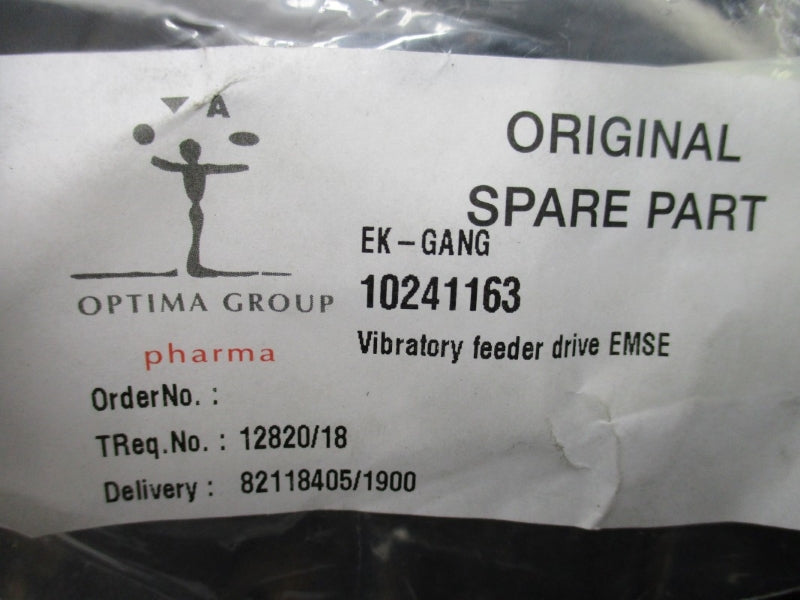 A
ORIGINAL
SPARE PART
EK-GANG
10241163
OPTIMA GROUP
pharma
Vibratory feeder drive EMSE
OrderNo. :
TReq.No. : 12820/18
Delivery : 82118405/1900